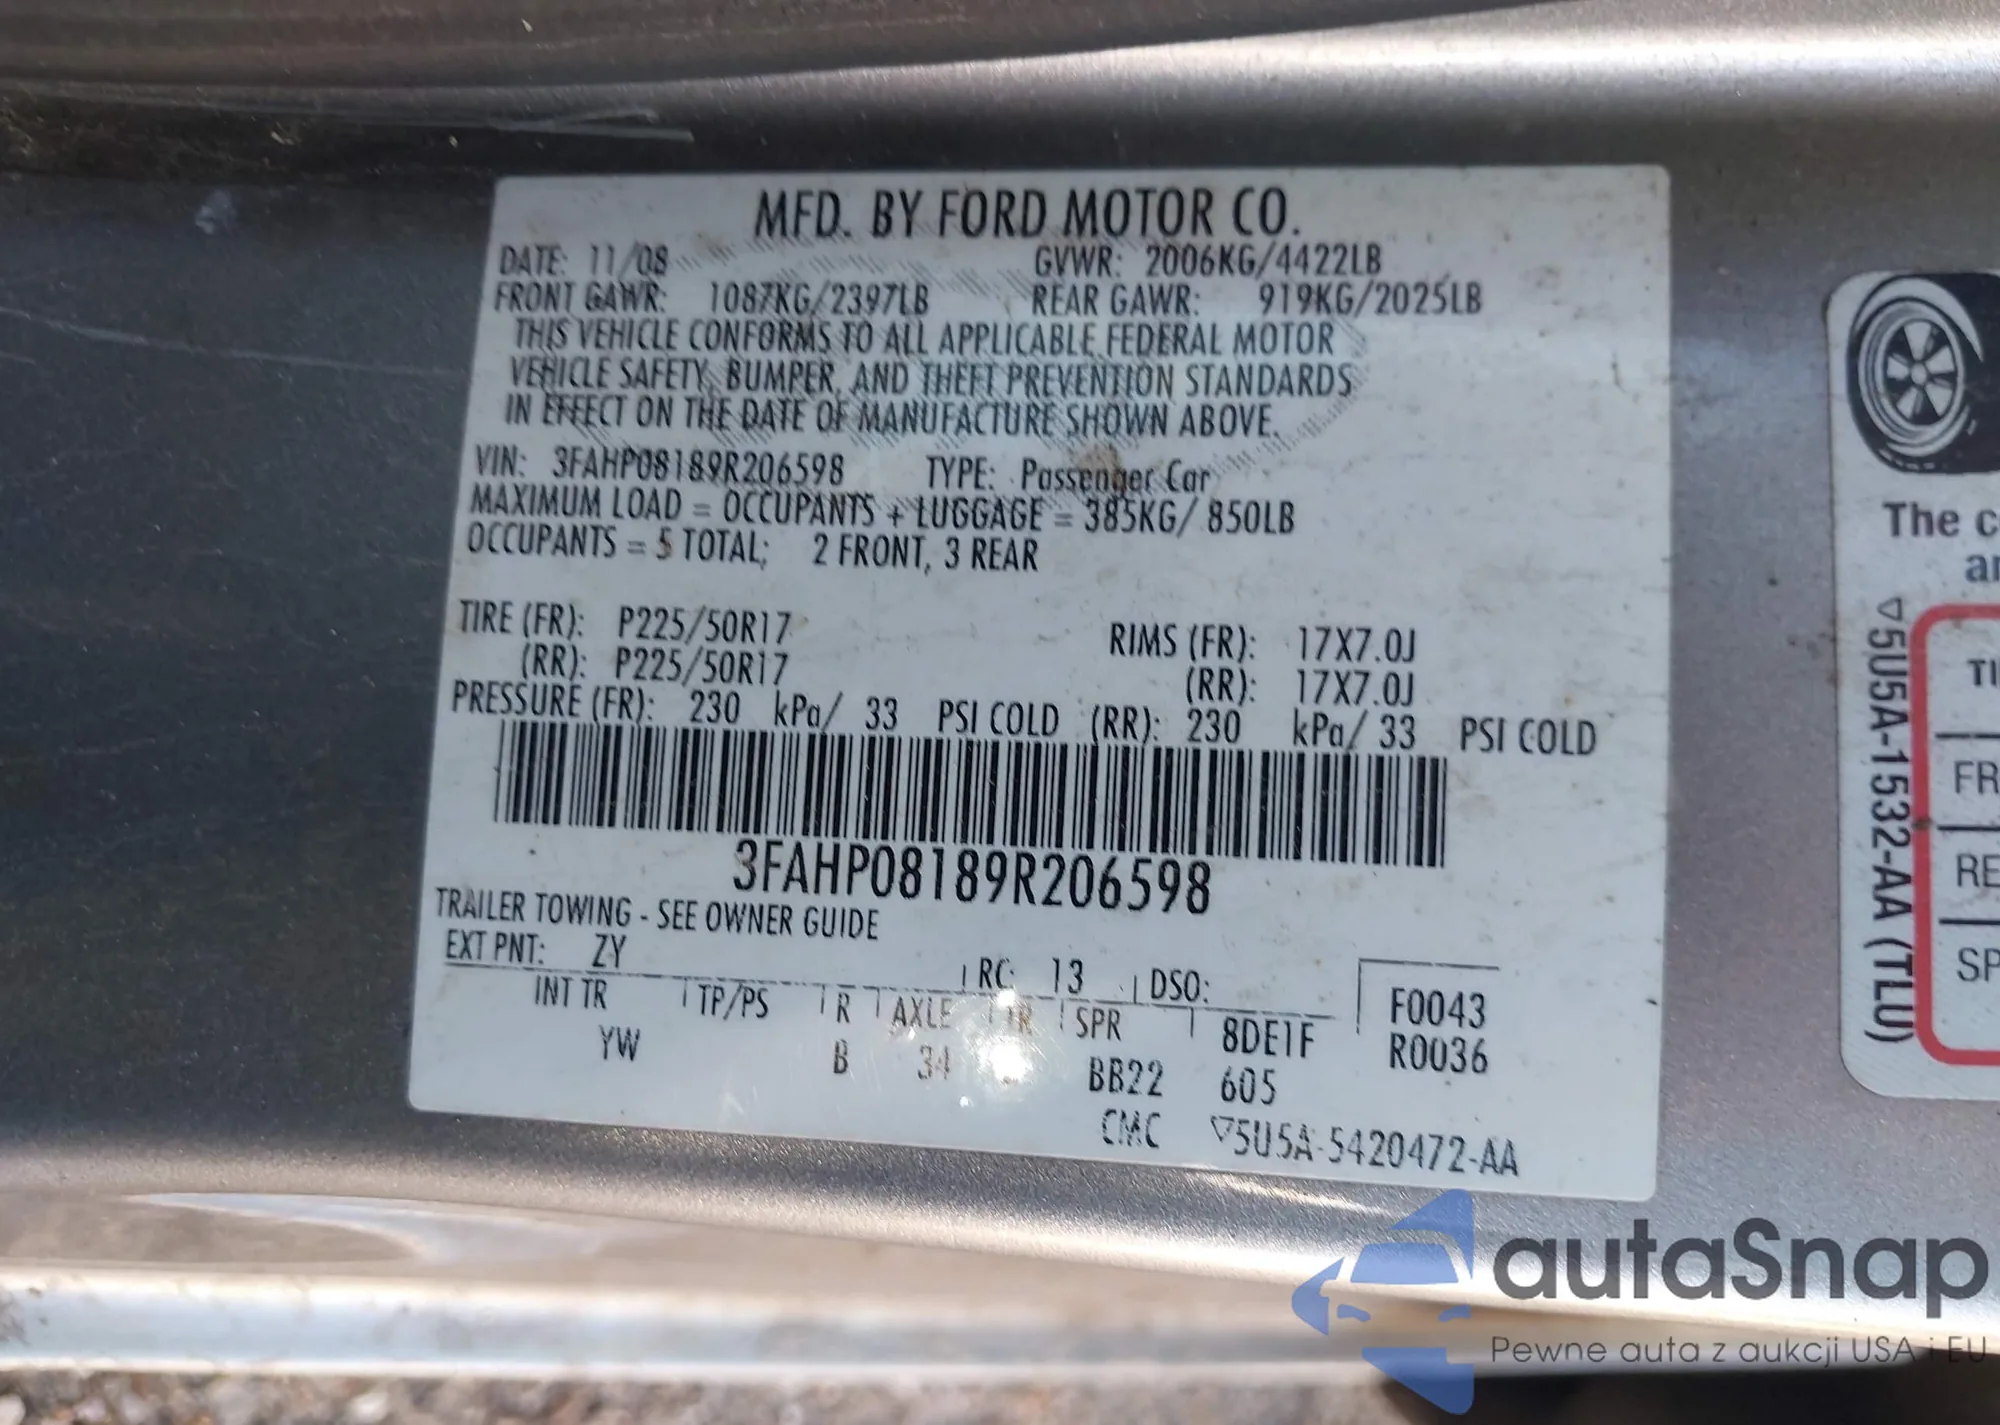 MFD. BY FORD MOTOR CO.
DATE: 11/08 GVWR: 2006KG/4422LB
FRONT GAWR: 1087KG/2397LB REAR GAWR: 919KG/2025LB
THIS VEHICLE CONFORMS TO ALL APPLICABLE FEDERAL MOTOR
VEHICLE SAFETY, BUMPER, AND THEFT PREVENTION STANDARDS
IN EFFECT ON THE DATE OF MANUFACTURE SHOWN ABOVE.
VIN: 3FAHP08189R206598 TYPE: Passenger Car
MAXIMUM LOAD = OCCUPANTS + LUGGAGE = 385KG/ 850LB
OCCUPANTS = 5 TOTAL; 2 FRONT, 3 REAR
TIRE (FR): P225/50R17 RIMS (FR): 17X7.0J
(RR): P225/50R17 (RR): 17X7.0J
PRESSURE (FR): 230 kPa/ 33 PSI COLD (RR): 230 kPa/ 33 PSI COLD
3FAHP08189R206598
TRAILER TOWING - SEE OWNER GUIDE
EXT PNT: ZY RC: 13 DSO: F0043
INT TR TP/PS R AXLE TR SPR 8DE1F R0036
YW B 34 BB22 605
CMC ▽5U5A-5420472-AA
The c
an
▽5U5A-1532-AA (TLU)
TI
FR
RE
SP
autaSnap
Pewne auta z aukcji USA i EU